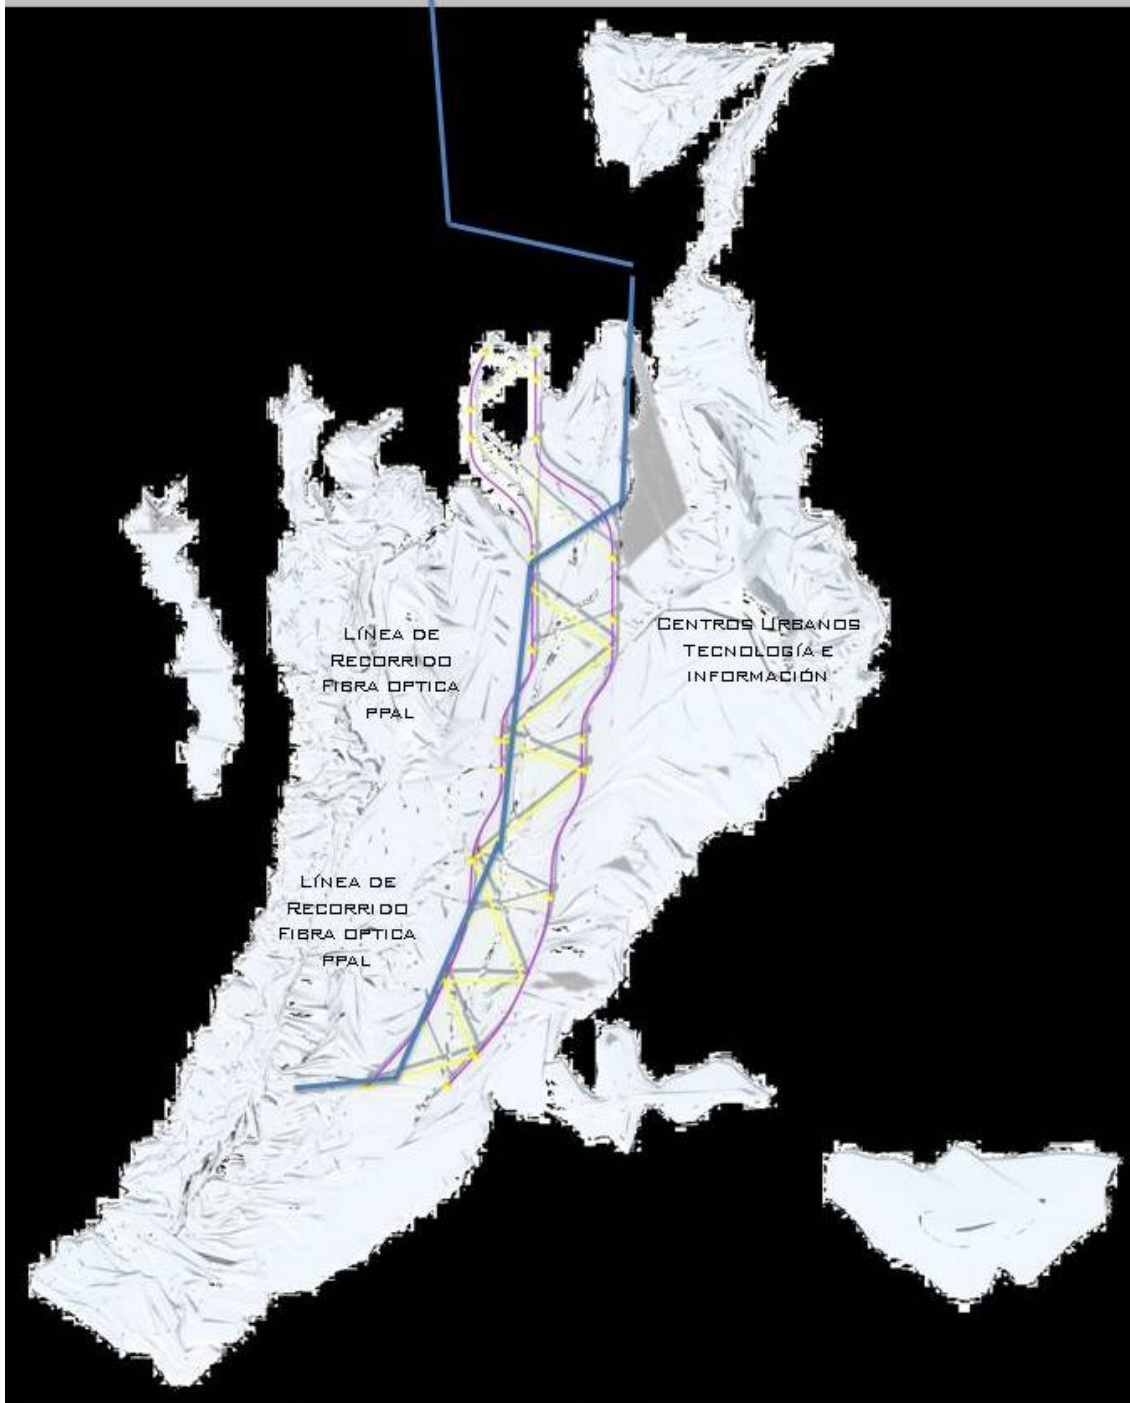 LÍNEA DE
RECORRIDO
FIBRA OPTICA
PPAL
CENTROS URBANOS
TECNOLOGÍA E
INFORMACIÓN
LÍNEA DE
RECORRIDO
FIBRA OPTICA
PPAL